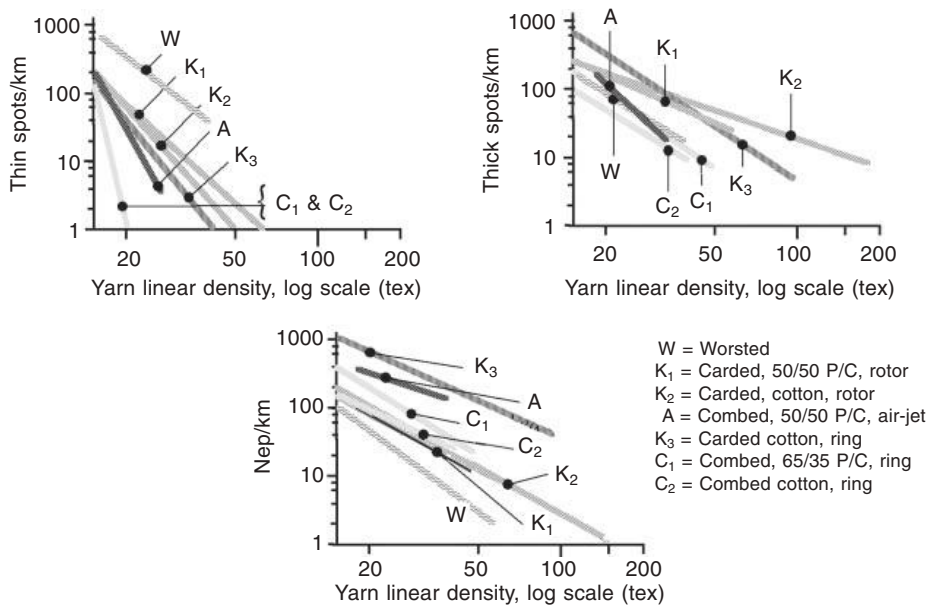 1000
100
10
1
Thin spots/km
W
K₁
K₂
A
K₃
C₁ & C₂
20 50 100 200
Yarn linear density, log scale (tex)
1000
100
10
1
Thick spots/km
A
K₁
K₂
W
C₂ C₁ K₃
20 50 100 200
Yarn linear density, log scale (tex)
1000
100
10
1
Nep/km
K₃
A
C₁
C₂
K₂
W
K₁
20 50 100 200
Yarn linear density, log scale (tex)
W = Worsted
K₁ = Carded, 50/50 P/C, rotor
K₂ = Carded, cotton, rotor
A = Combed, 50/50 P/C, air-jet
K₃ = Carded cotton, ring
C₁ = Combed, 65/35 P/C, ring
C₂ = Combed cotton, ring